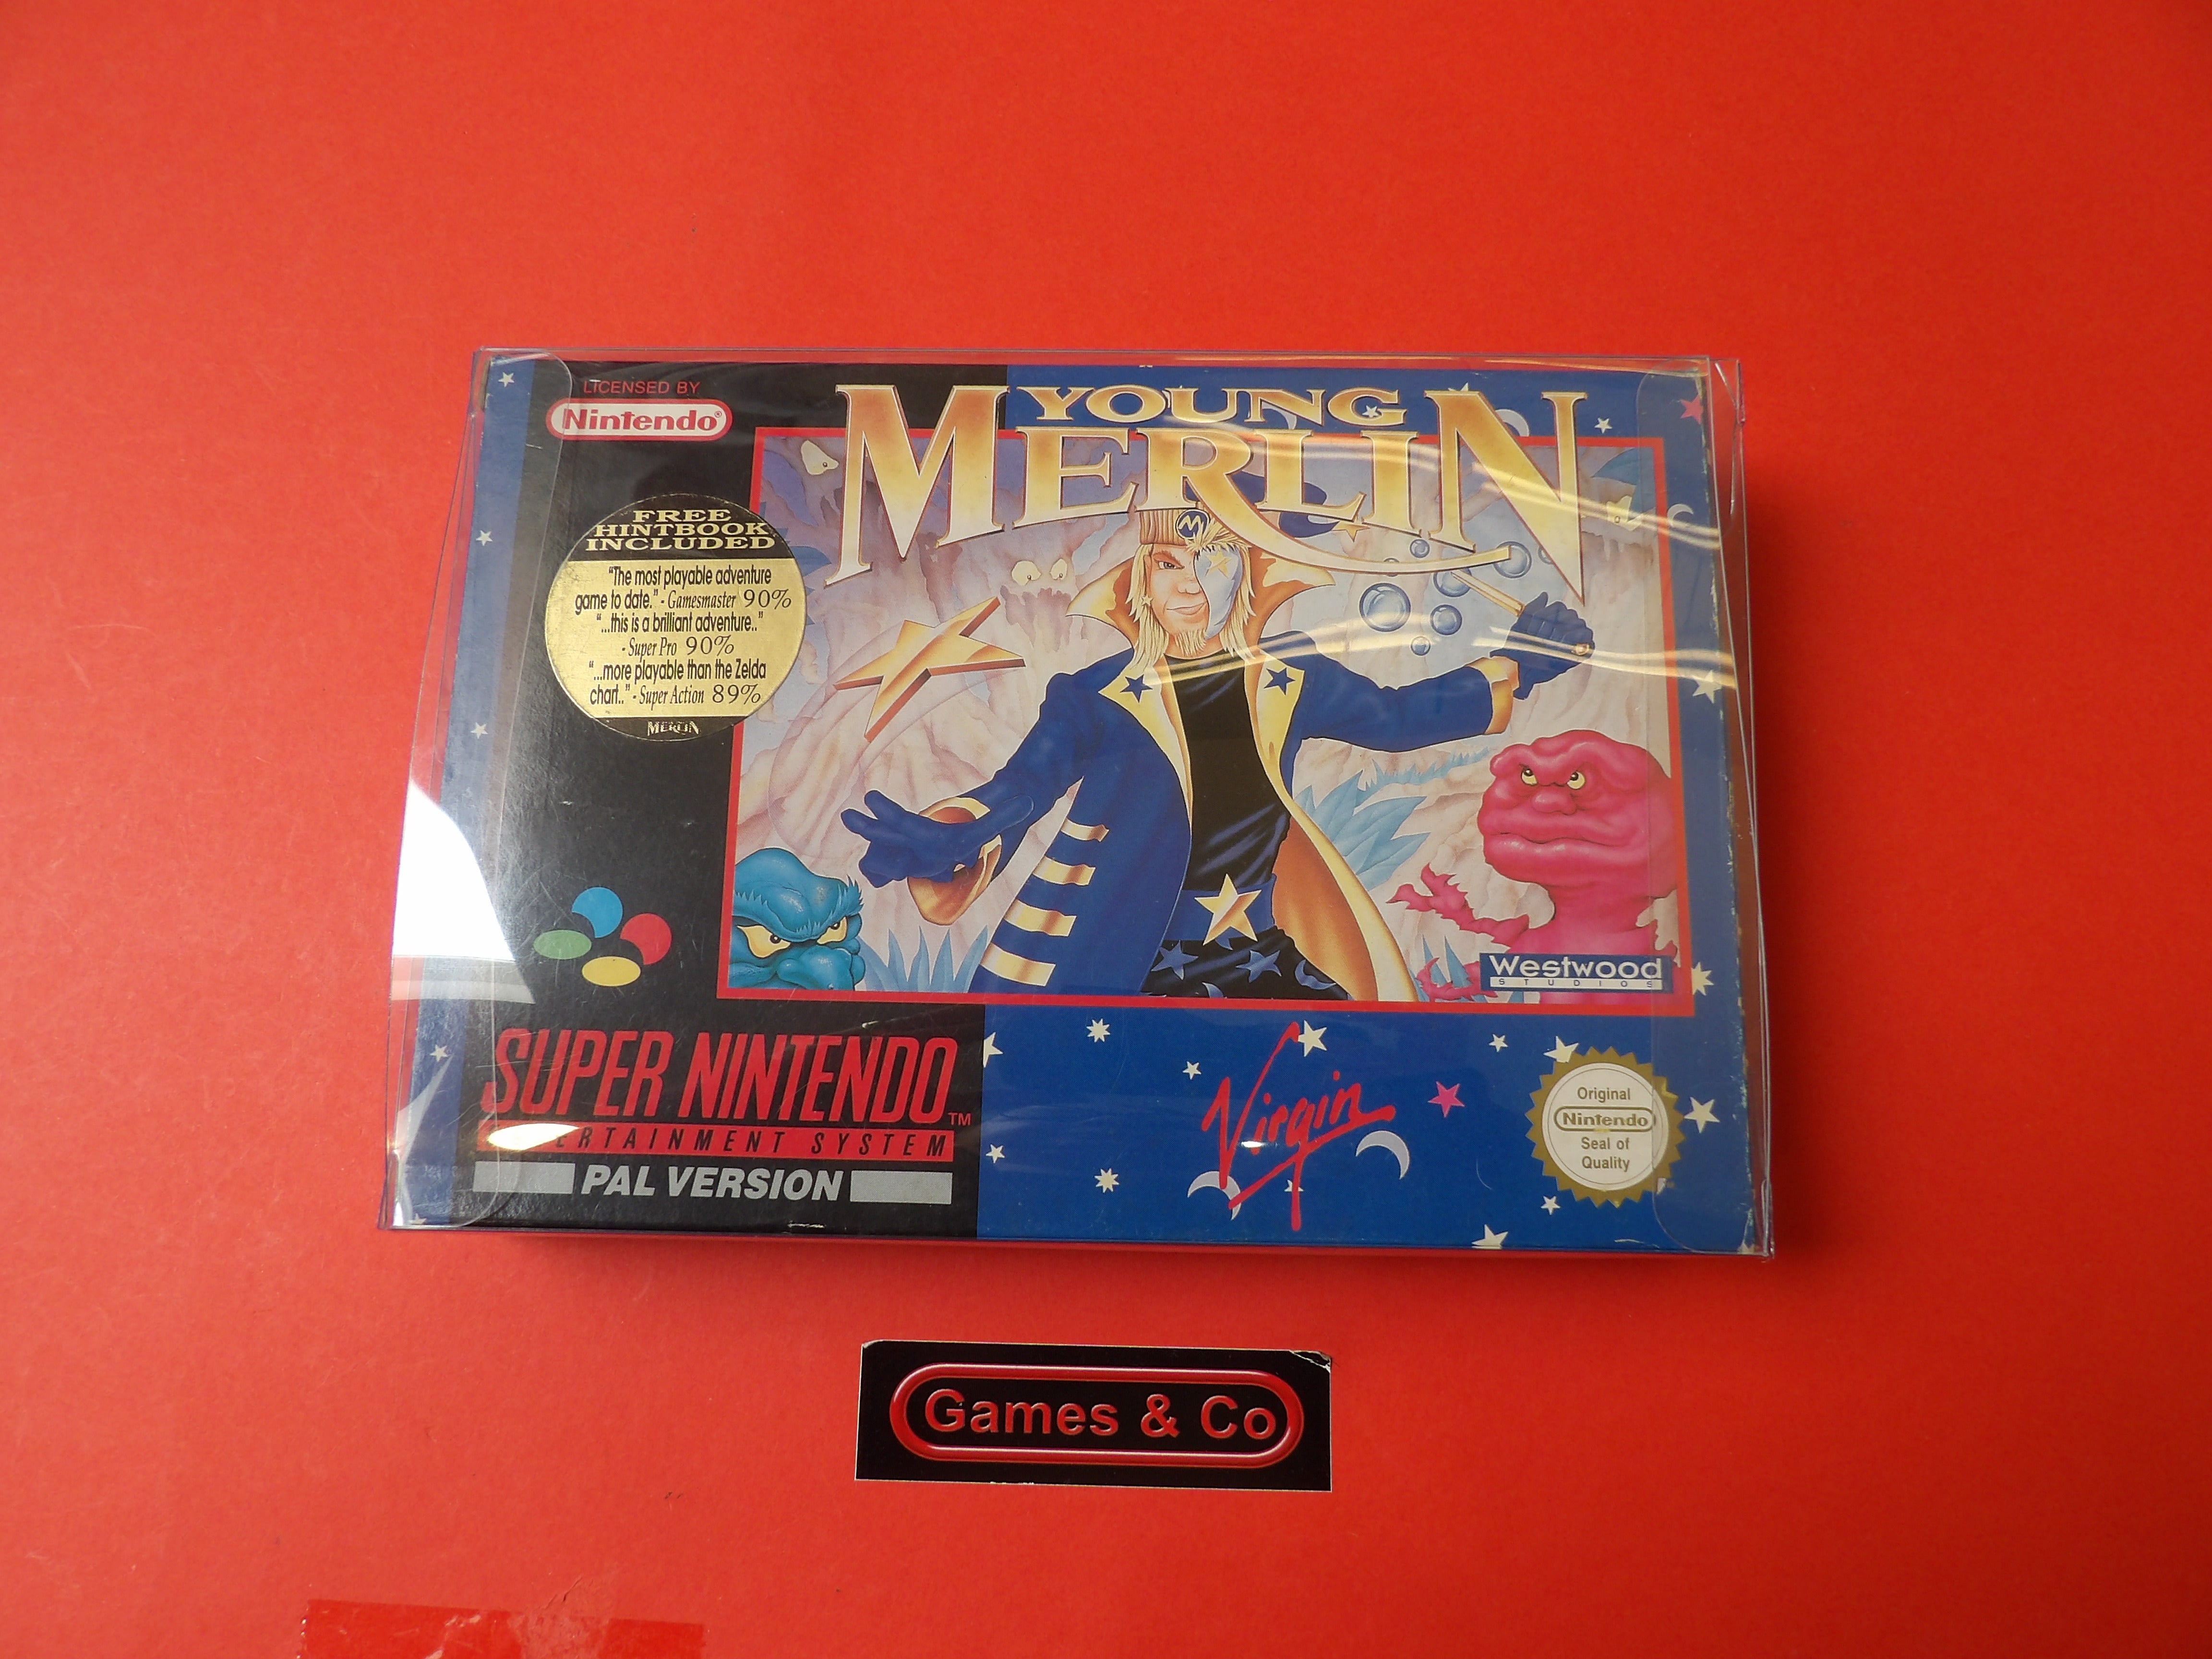 LICENSED BY
Nintendo®
YOUNG
MERLIN
M
FREE
HINTBOOK
INCLUDED
"The most playable adventure
game to date." - Gamesmaster 90%
"...this is a brilliant adventure.."
- Super Pro 90%
"...more playable than the Zelda
chart.." - Super Action 89%
MERLIN
Westwood
STUDIOS
SUPER NINTENDO™
ERTAINMENT SYSTEM
PAL VERSION
Virgin
Original
Nintendo
Seal of
Quality
Games & Co